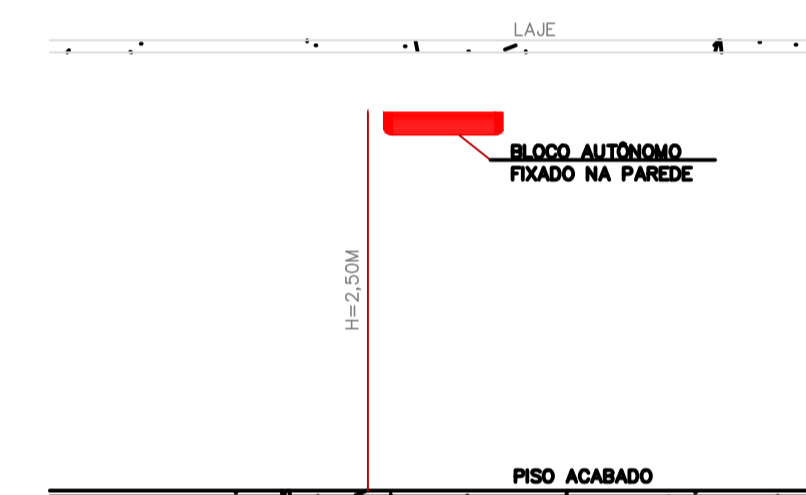 LAJE
BLOCO AUTÔNOMO
FIXADO NA PAREDE
H=2,50M
PISO ACABADO